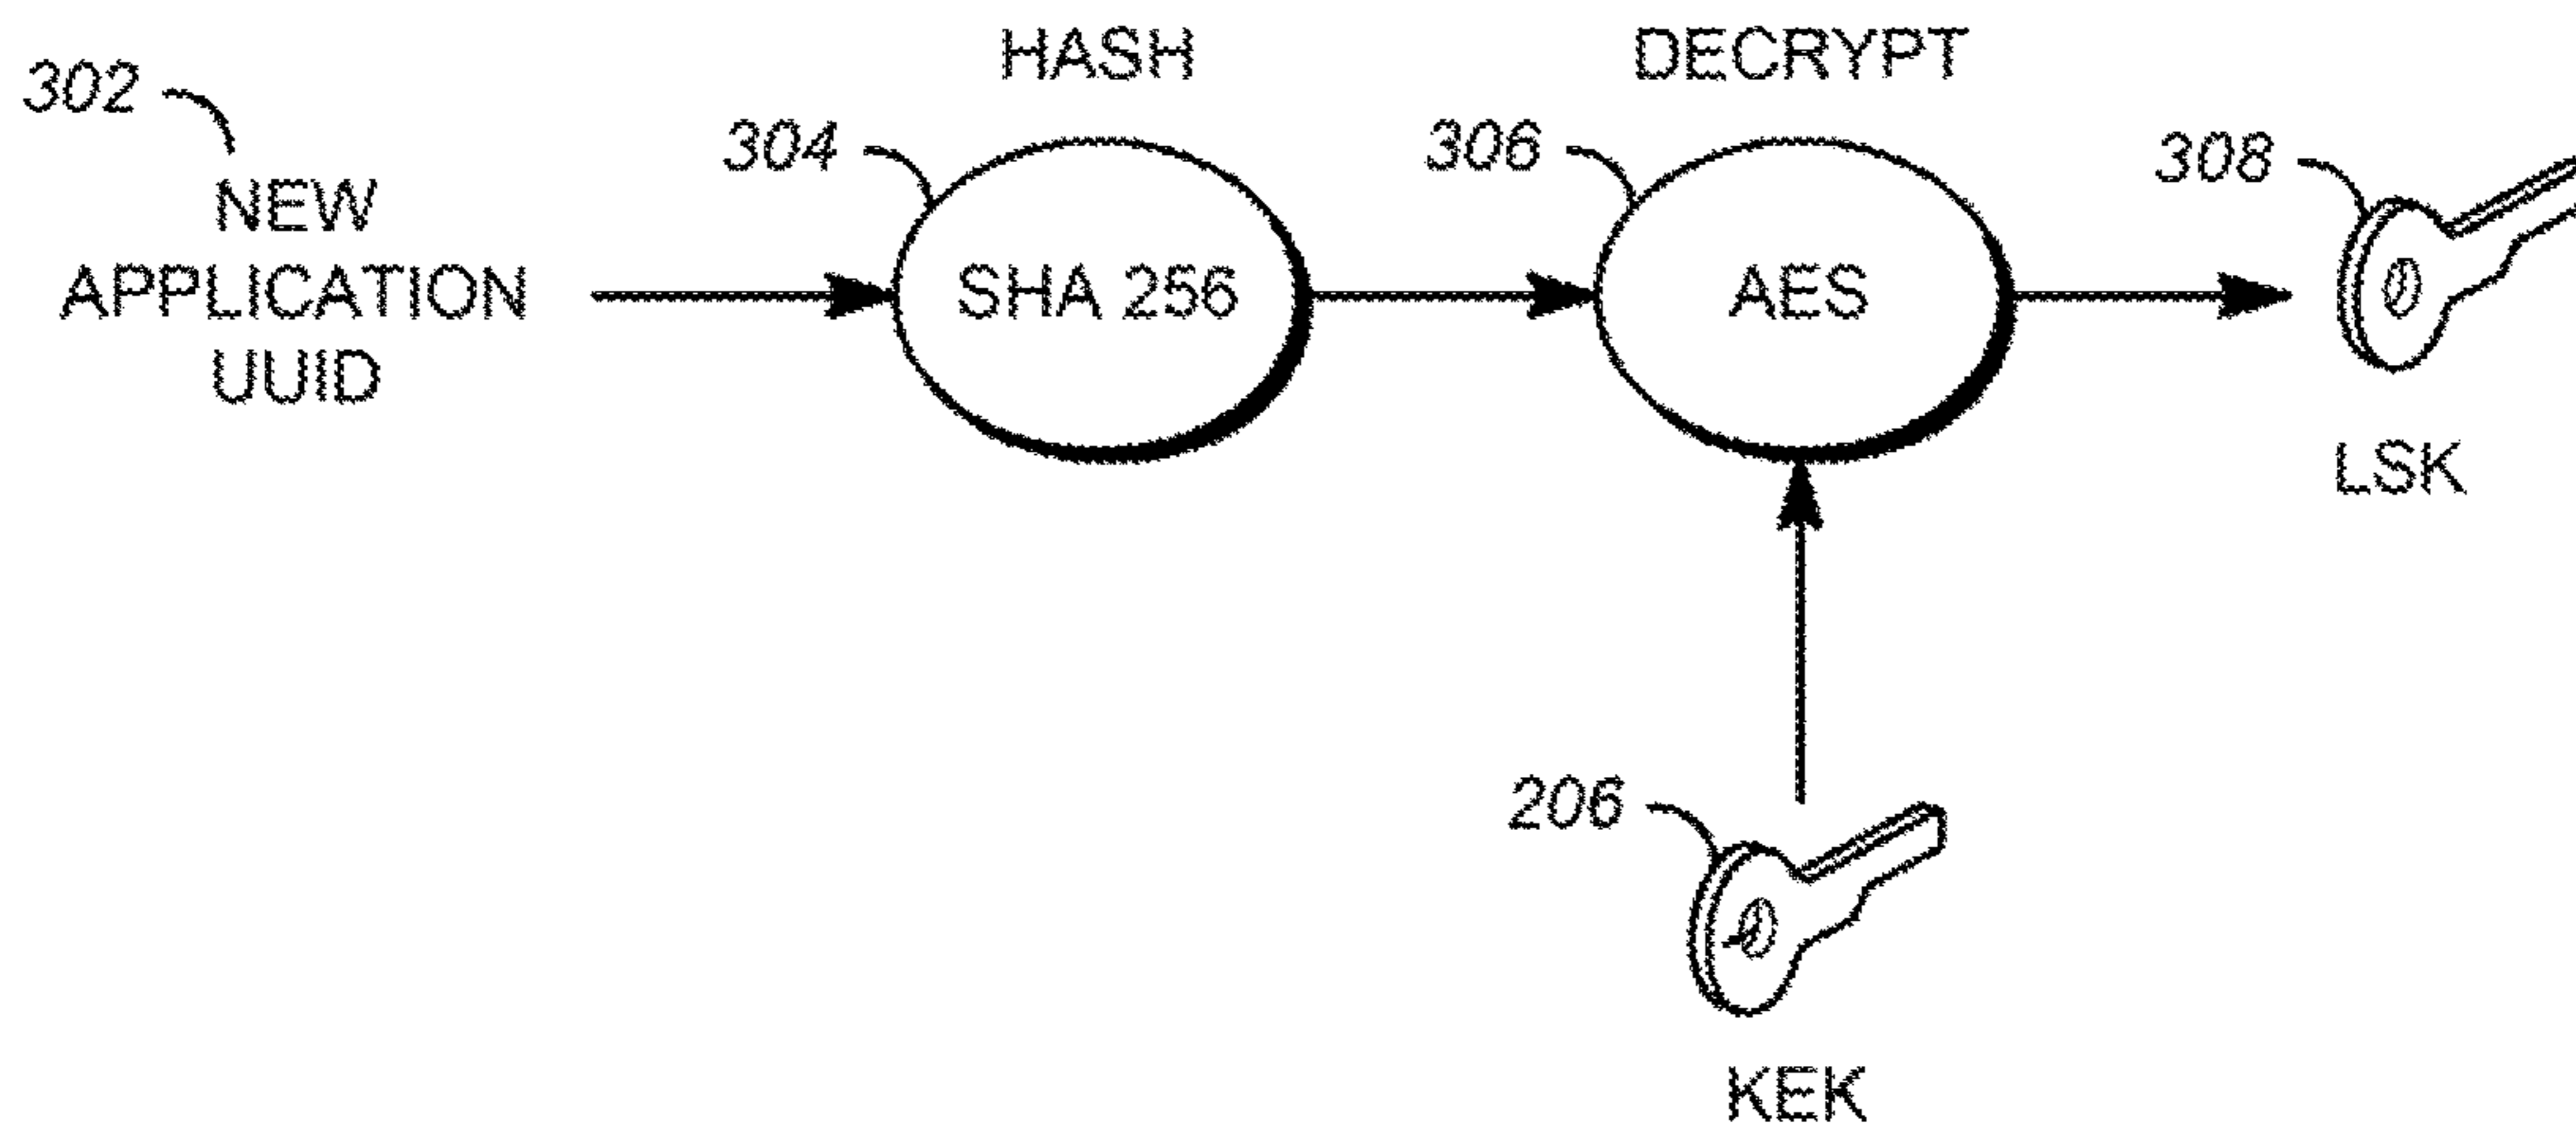 302
NEW
APPLICATION
UUID
HASH
304
SHA 256
DECRYPT
306
AES
308
LSK
206
KEK